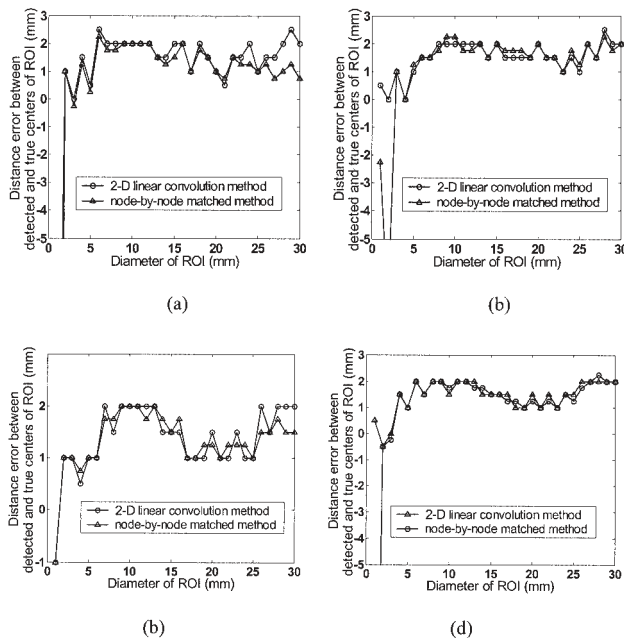 Distance error between
detected and true centers of ROI (mm)
3
2
1
0
1
2
3
4
-5
2-D linear convolution method
node-by-node matched method
0 5 10 15 20 25 30
Diameter of ROI (mm)
(a)
Distance error between
detected and true centers of ROI (mm)
3
2
1
0
1
2
3
4
-5
2-D linear convolution method
node-by-node matched method
0 5 10 15 20 25 30
Diameter of ROI (mm)
(b)
Distance error between
detected and true centers of ROI (mm)
3
2
1
0
-1
2-D linear convolution method
node-by-node matched method
0 5 10 15 20 25 30
Diameter of ROI (mm)
(b)
Distance error between
detected and true centers of ROI (mm)
3
2
1
0
-1
-2
-3
-4
-5
2-D linear convolution method
node-by-node matched method
0 5 10 15 20 25 30
Diameter of ROI (mm)
(d)